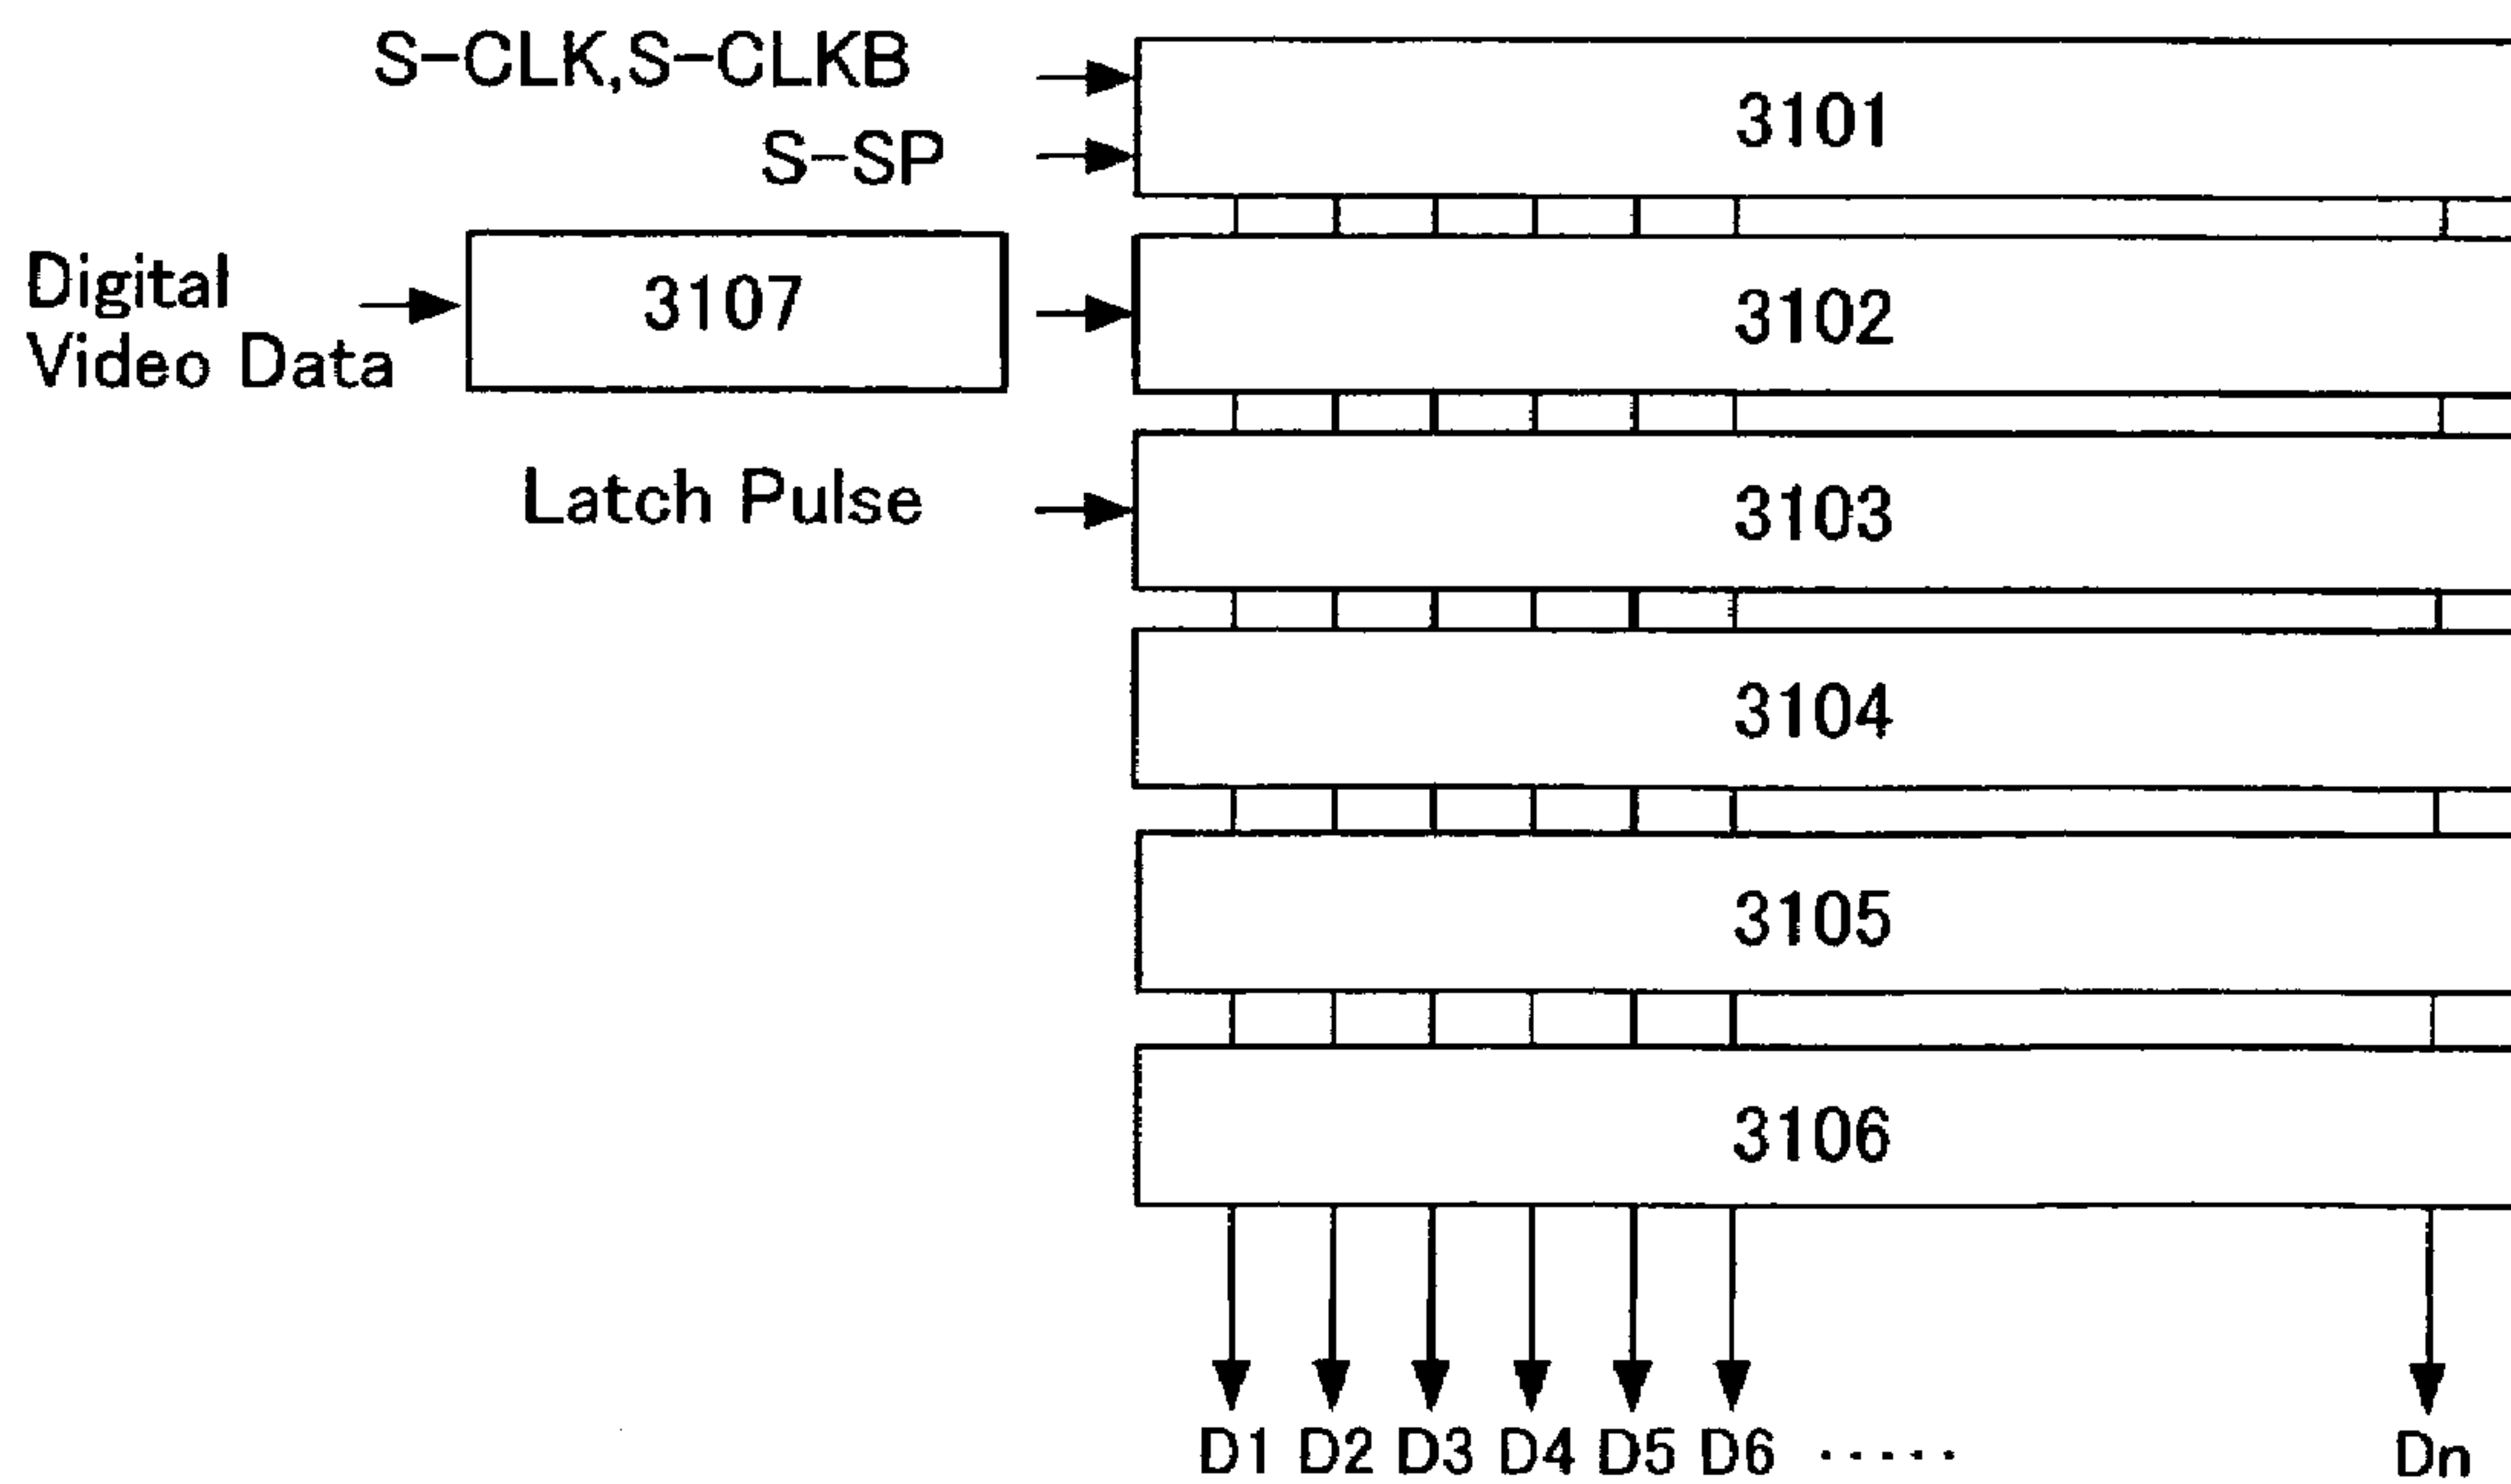 S-CLK,S-CLKB
3101
S-SP
Digital
Video Data
3107
3102
Latch Pulse
3103
3104
3105
3106
D1 D2 D3 D4 D5 D6 ····· Dn